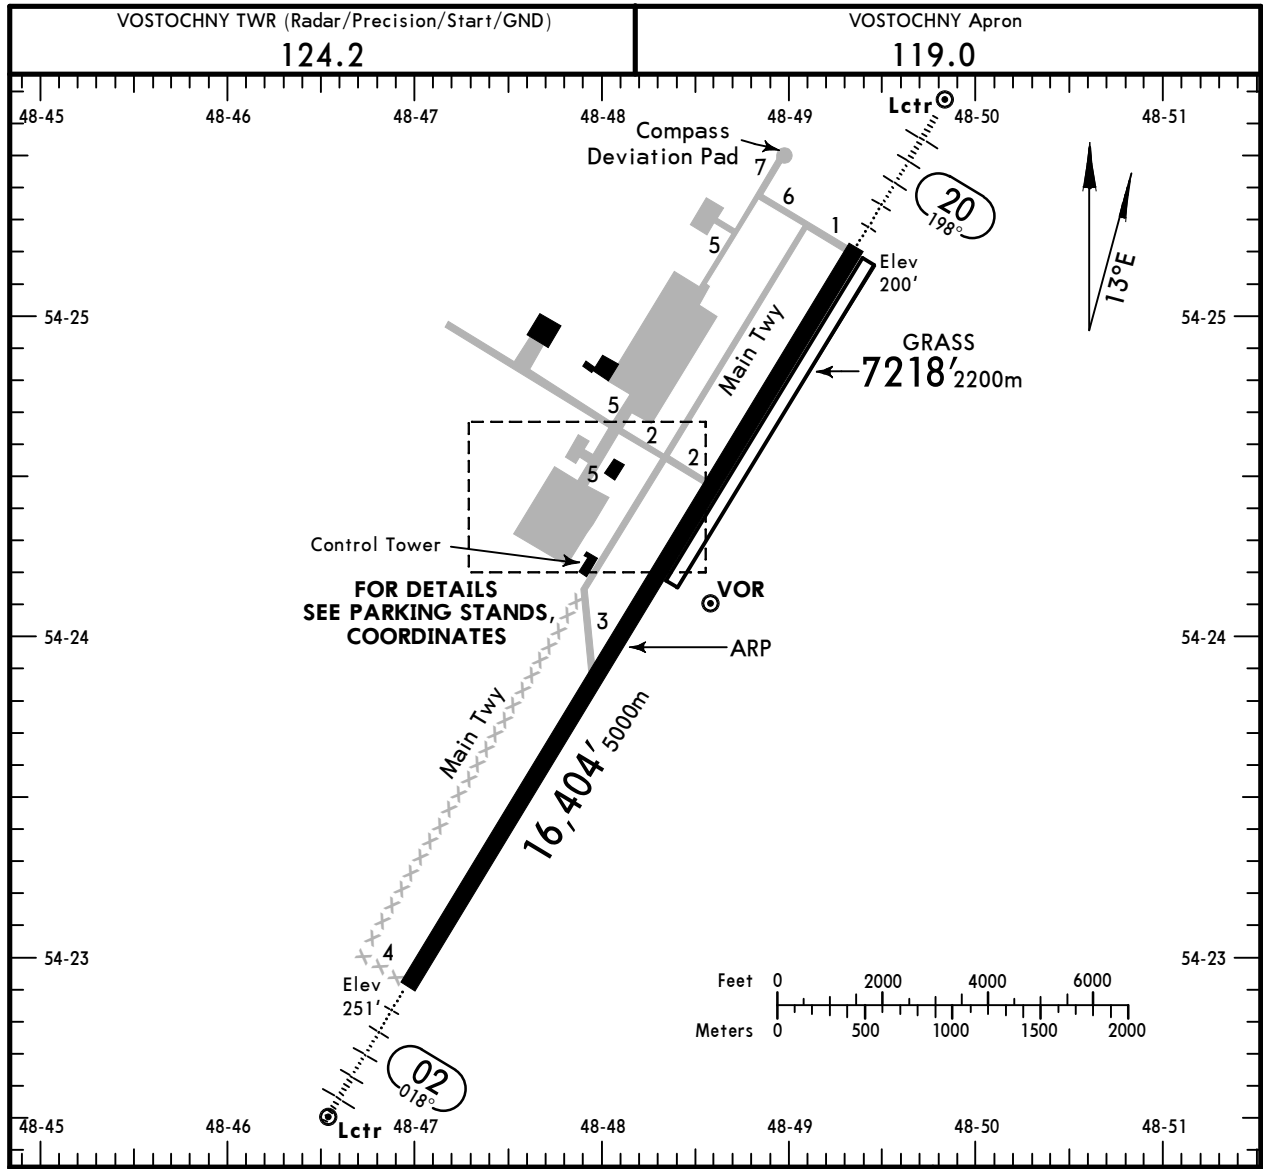 VOSTOCHNY TWR (Radar/Precision/Start/GND)
124.2
VOSTOCHNY Apron
119.0
48-45 48-46 48-47 48-48 48-49 48-50 48-51
Lctr
Compass
Deviation Pad
7
6
1
20
198°
5
Elev
200'
13°E
54-25
54-25
Main Twy
GRASS
7218' 2200m
5
2
2
5
Control Tower
FOR DETAILS
SEE PARKING STANDS,
COORDINATES
VOR
3
ARP
54-24
54-24
Main Twy
16,404' 5000m
4
54-23
54-23
Elev
251'
Feet 0 2000 4000 6000
Meters 0 500 1000 1500 2000
02
018°
Lctr
48-45 48-46 48-47 48-48 48-49 48-50 48-51